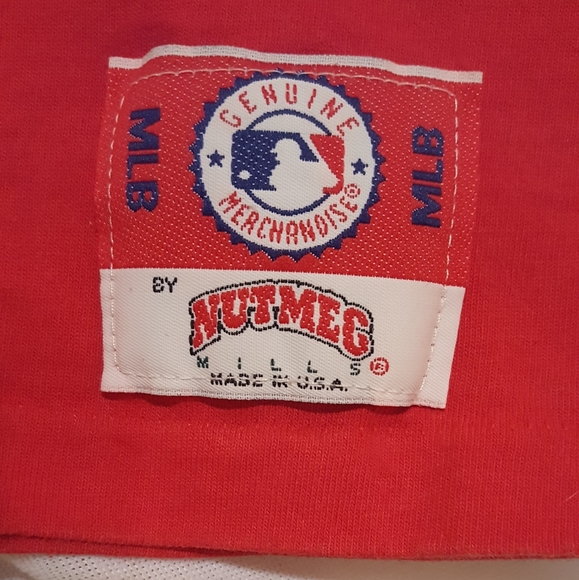 GENUINE
MLB
MLB
MERCHANDISE®
BY
NUTMEG
MILLS ®
MADE IN U.S.A.